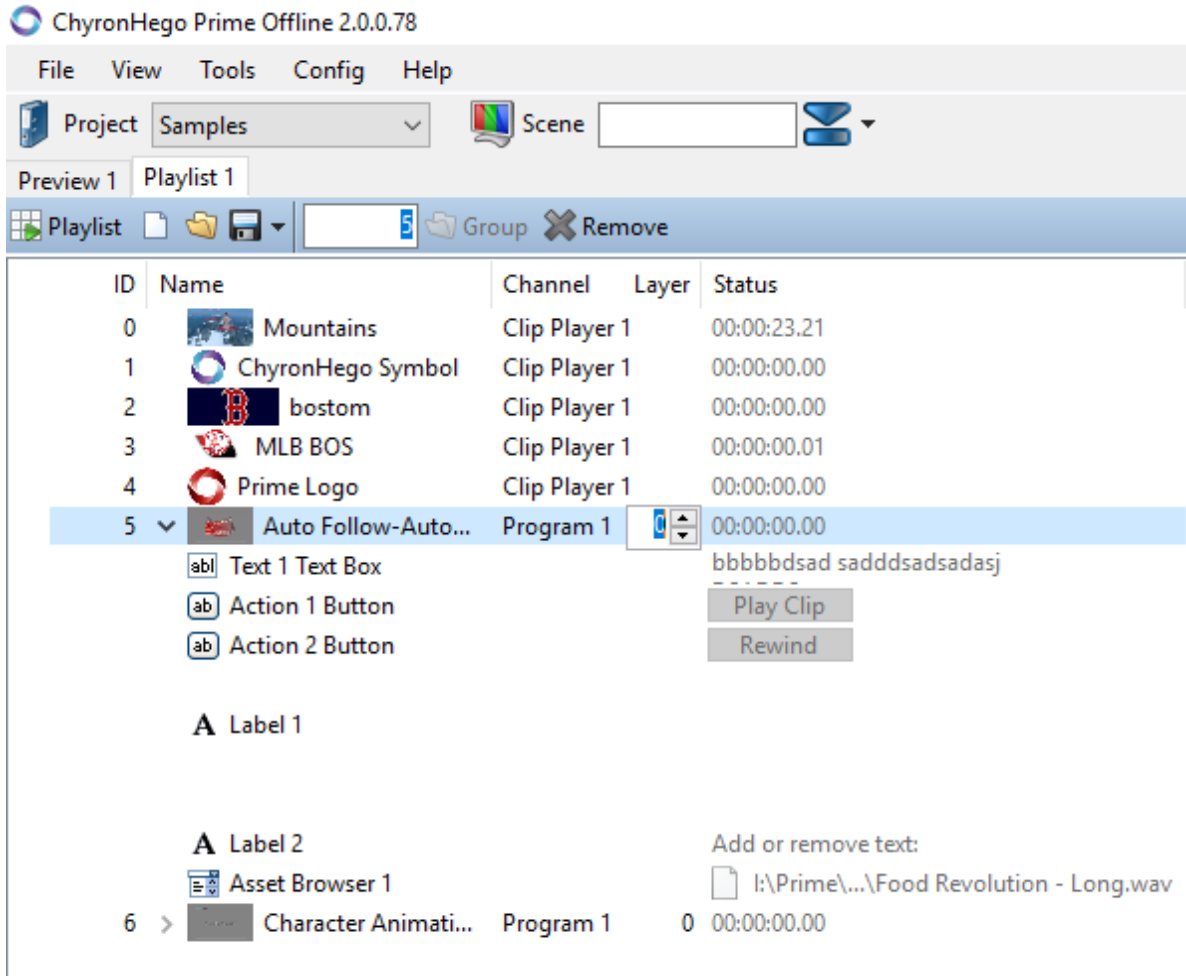 ChyronHego Prime Offline 2.0.0.78
File View Tools Config Help
Project Samples Scene
Preview 1 Playlist 1
Playlist 5 Group Remove
ID Name Channel Layer Status
0 Mountains Clip Player 1 00:00:23.21
1 ChyronHego Symbol Clip Player 1 00:00:00.00
2 B bostom Clip Player 1 00:00:00.00
3 MLB BOS Clip Player 1 00:00:00.01
4 Prime Logo Clip Player 1 00:00:00.00
5 Auto Follow-Auto... Program 1 0 00:00:00.00
abl Text 1 Text Box bbbbbdsad sadddsadsadasj
ab Action 1 Button Play Clip
ab Action 2 Button Rewind
A Label 1
A Label 2 Add or remove text:
Asset Browser 1 I:\Prime\...\Food Revolution - Long.wav
6 Character Animati... Program 1 0 00:00:00.00